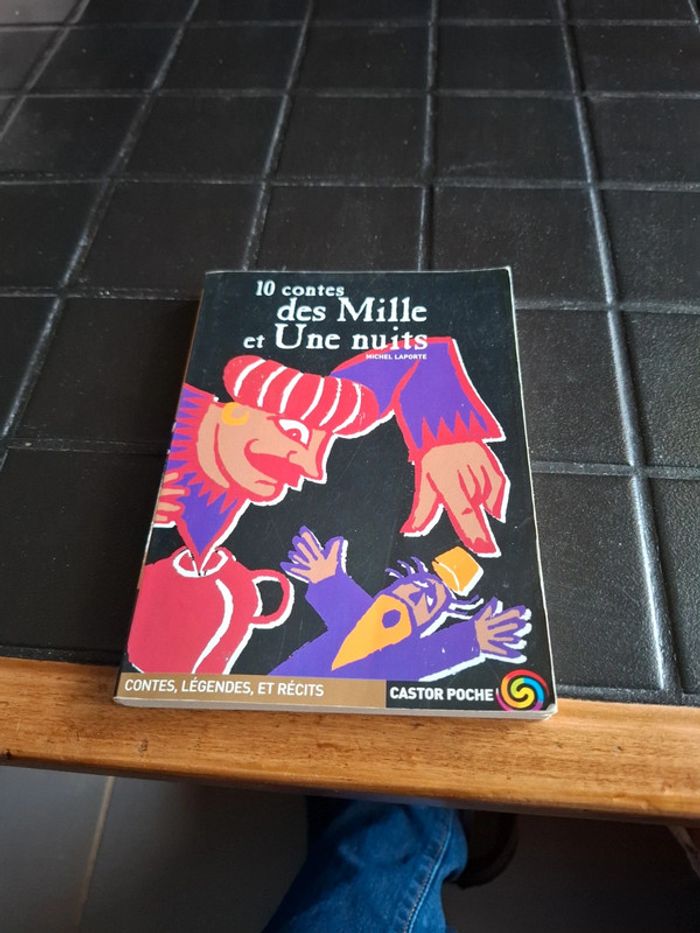 10 contes
des Mille
et Une nuits
MICHEL LAPORTE
CONTES, LÉGENDES, ET RÉCITS
CASTOR POCHE